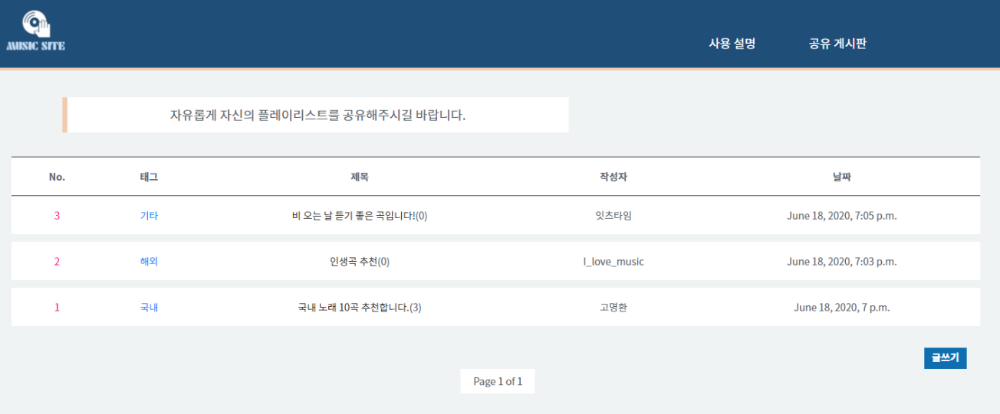 MUSIC SITE
사용 설명 공유 게시판
자유롭게 자신의 플레이리스트를 공유해주시길 바랍니다.
No. 태그 제목 작성자 날짜
3 기타 비 오는 날 듣기 좋은 곡입니다!(0) 잇츠타임 June 18, 2020, 7:05 p.m.
2 해외 인생곡 추천(0) I_love_music June 18, 2020, 7:03 p.m.
1 국내 국내 노래 10곡 추천합니다.(3) 고명환 June 18, 2020, 7 p.m.
글쓰기
Page 1 of 1